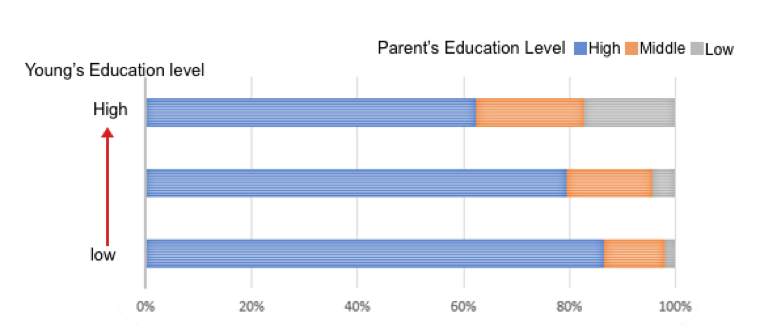 Parent's Education Level High Middle Low
Young's Education level
High
low
0% 20% 40% 60% 80% 100%